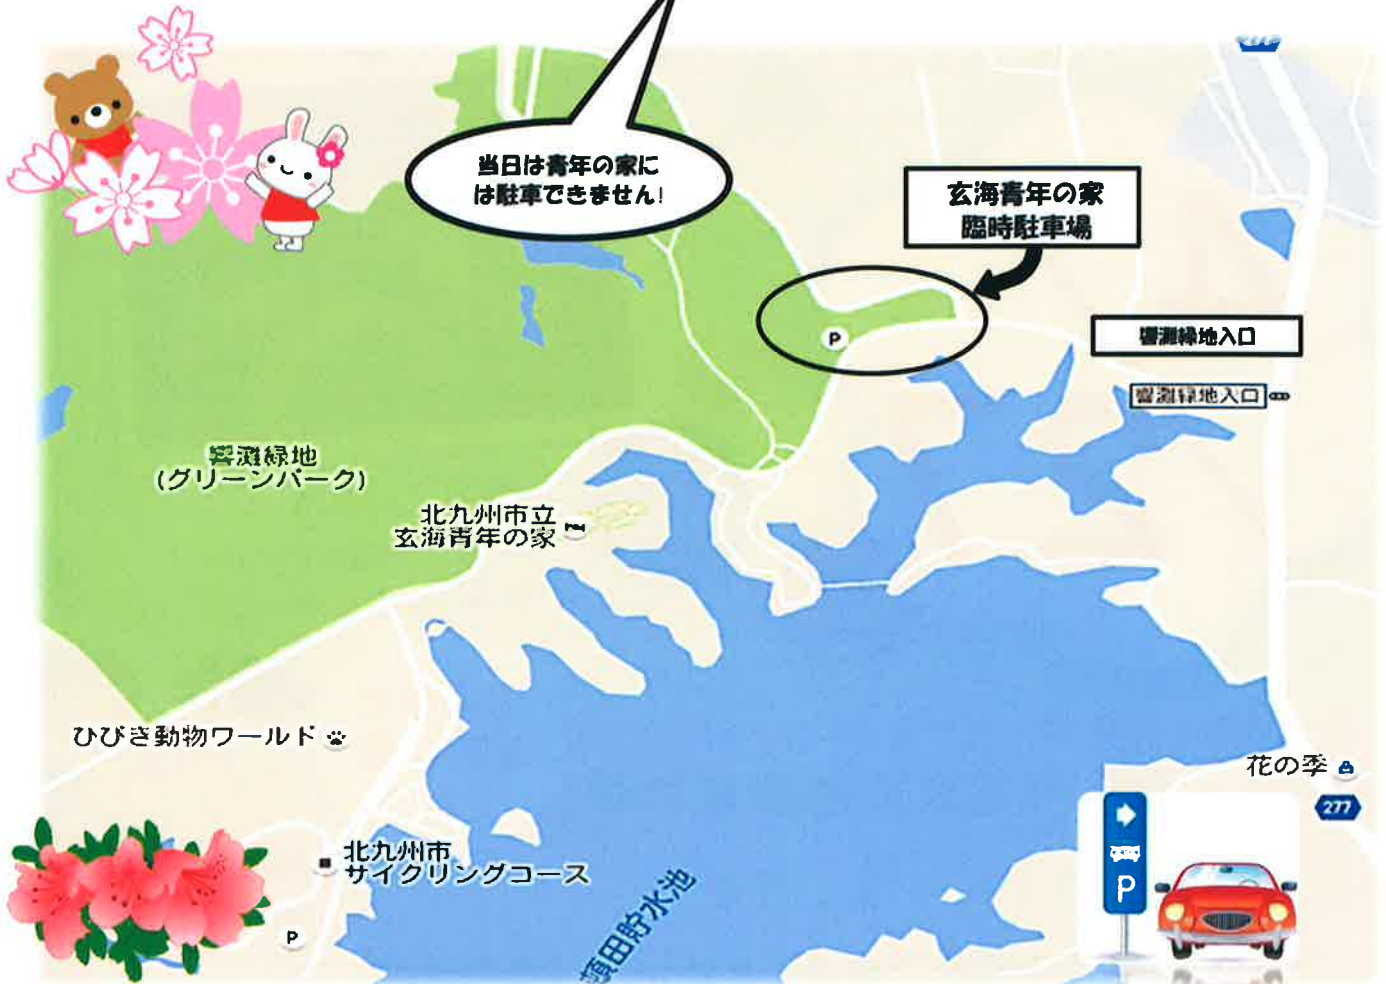 277
当日は青年の家に
は駐車できません!
玄海青年の家
臨時駐車場
P
響灘緑地入口
響灘緑地入口
響灘緑地
(グリーンパーク)
北九州市立
玄海青年の家
ひびき動物ワールド
花の季
277
P
北九州市
サイクリングコース
頓田貯水池
P